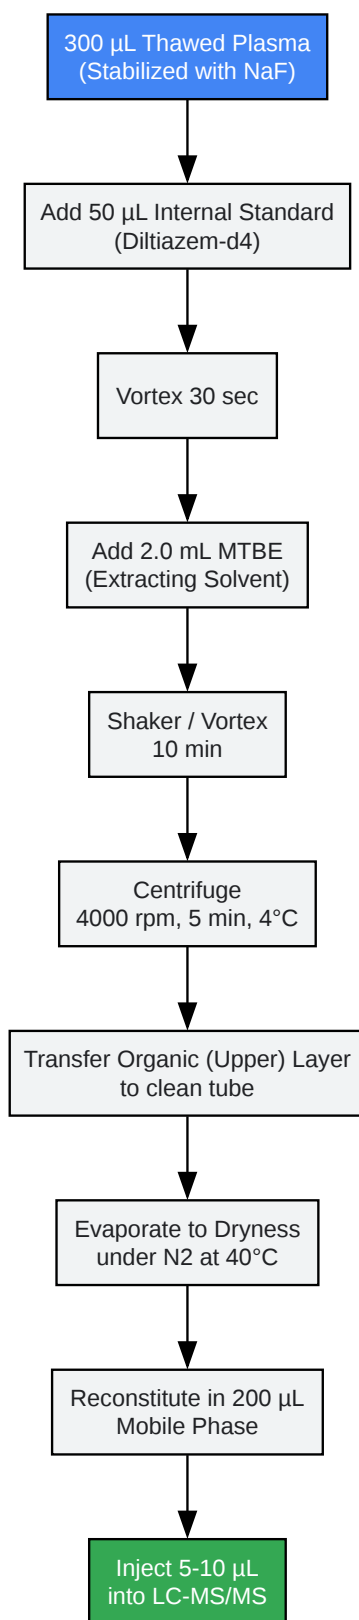 300 µL Thawed Plasma
(Stabilized with NaF)
Add 50 µL Internal Standard
(Diltiazem-d4)
Vortex 30 sec
Add 2.0 mL MTBE
(Extracting Solvent)
Shaker / Vortex
10 min
Centrifuge
4000 rpm, 5 min, 4°C
Transfer Organic (Upper) Layer
to clean tube
Evaporate to Dryness
under N2 at 40°C
Reconstitute in 200 µL
Mobile Phase
Inject 5-10 µL
into LC-MS/MS